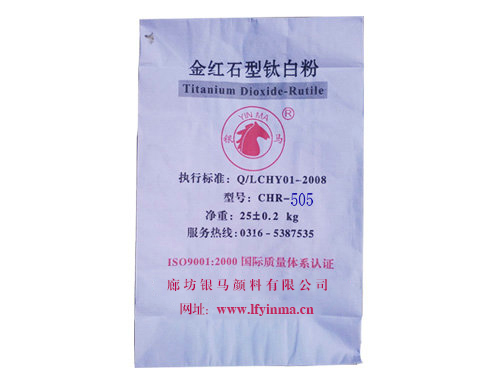 金红石型钛白粉
Titanium Dioxide-Rutile
YIN MA
®
银 马
执行标准: Q/LCHY01-2008
型号: CHR-505
净重: 25±0.2 kg
服务热线:0316-5387535
ISO9001:2000 国际质量体系认证
廊坊银马颜料有限公司
网址: www.lfyinma.cn